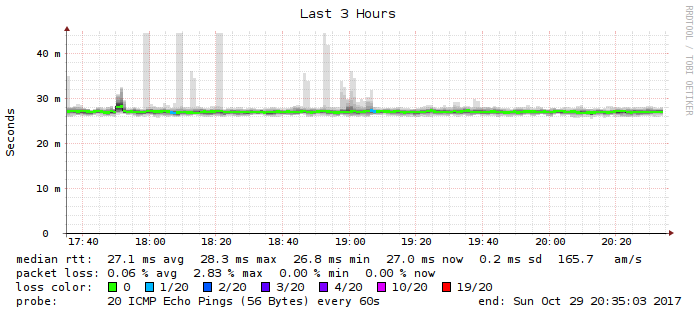 Last 3 Hours
RRDTOOL / TOBI OETIKER
Seconds
40 m
30 m
20 m
10 m
0
17:40 18:00 18:20 18:40 19:00 19:20 19:40 20:00 20:20
median rtt: 27.1 ms avg 28.3 ms max 26.8 ms min 27.0 ms now 0.2 ms sd 165.7 am/s
packet loss: 0.06 % avg 2.83 % max 0.00 % min 0.00 % now
loss color: 0 1/20 2/20 3/20 4/20 10/20 19/20
probe: 20 ICMP Echo Pings (56 Bytes) every 60s end: Sun Oct 29 20:35:03 2017